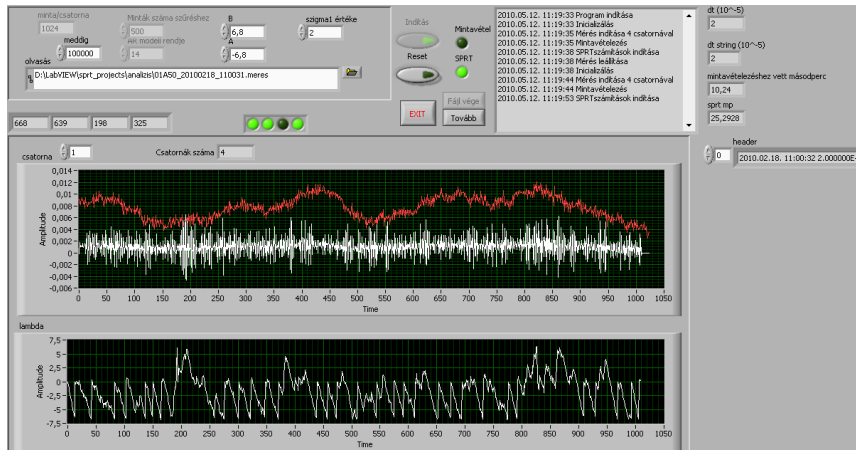 minta/csatorna
1024
meddig
100000
Minták száma szűréshez
500
AR modell rendje
14
B
6,8
A
-6,8
szigma1 értéke
2
olvasás
D:\LabVIEW\sprt_projects\analizis\01A50_20100218_110031.meres
Indítás
Reset
Mintavétel
SPRT
EXIT
Fájl vége
Tovább
2010.05.12. 11:19:33 Program indítása
2010.05.12. 11:19:33 Inicializálás
2010.05.12. 11:19:35 Mérés indítása 4 csatornával
2010.05.12. 11:19:35 Mintavételezés
2010.05.12. 11:19:38 SPRTszámítások indítása
2010.05.12. 11:19:38 Mérés leállítása
2010.05.12. 11:19:38 Inicializálás
2010.05.12. 11:19:44 Mérés indítása 4 csatornával
2010.05.12. 11:19:44 Mintavételezés
2010.05.12. 11:19:53 SPRTszámítások indítása
dt (10^-5)
2
dt string (10^-5)
2
mintavételezéshez vett másodperc
10,24
sprt mp
25,2928
header
0
2010.02.18. 11:00:32 2.000000E-
668 639 198 325
csatorna 1 Csatornák száma 4
0,014
0,012
0,01
0,008
0,006
0,004
0,002
0
-0,002
-0,004
-0,006
Amplitude
0 50 100 150 200 250 300 350 400 450 500 550 600 650 700 750 800 850 900 950 1000 1050
Time
lambda
7,5
5
2,5
0
-2,5
-5
-7,5
Amplitude
0 50 100 150 200 250 300 350 400 450 500 550 600 650 700 750 800 850 900 950 1000 1050
Time